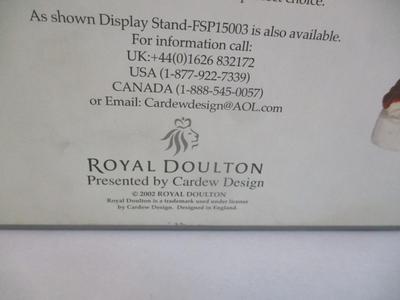 choice.
As shown Display Stand-FSP15003 is also available.
For information call:
UK:+44(0)1626 832172
USA (1-877-922-7339)
CANADA (1-888-545-0057)
or Email: Cardewdesign@AOL.com
ROYAL DOULTON
Presented by Cardew Design
© 2002 ROYAL DOULTON
Royal Doulton is a trademark used under licence
by Cardew Design. Designed in England.